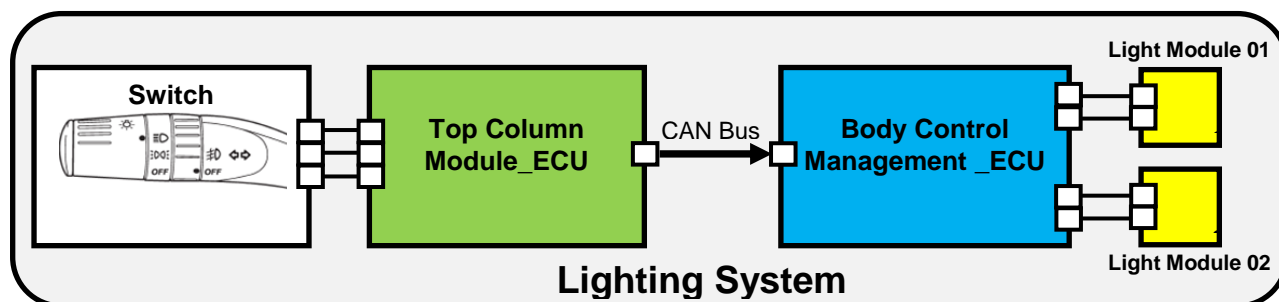 Light Module 01
Switch
OFF
OFF
Top Column
Module_ECU
CAN Bus
Body Control
Management _ECU
Light Module 02
Lighting System